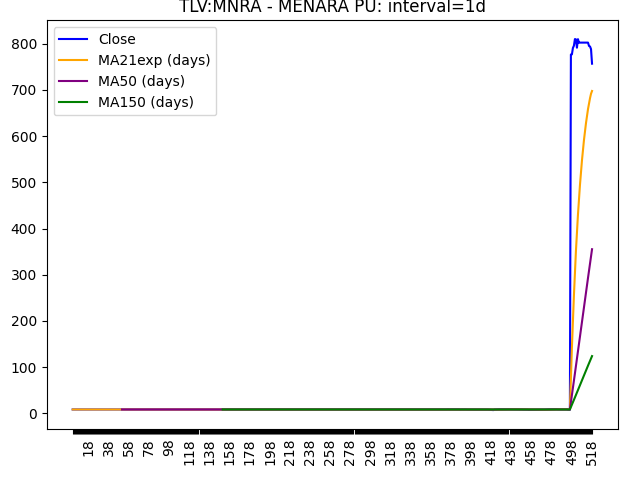 TLV:MNRA - MENARA PU: interval=1d
Close
MA21exp (days)
MA50 (days)
MA150 (days)
800
700
600
500
400
300
200
100
0
18 38 58 78 98 118 138 158 178 198 218 238 258 278 298 318 338 358 378 398 418 438 458 478 498 518